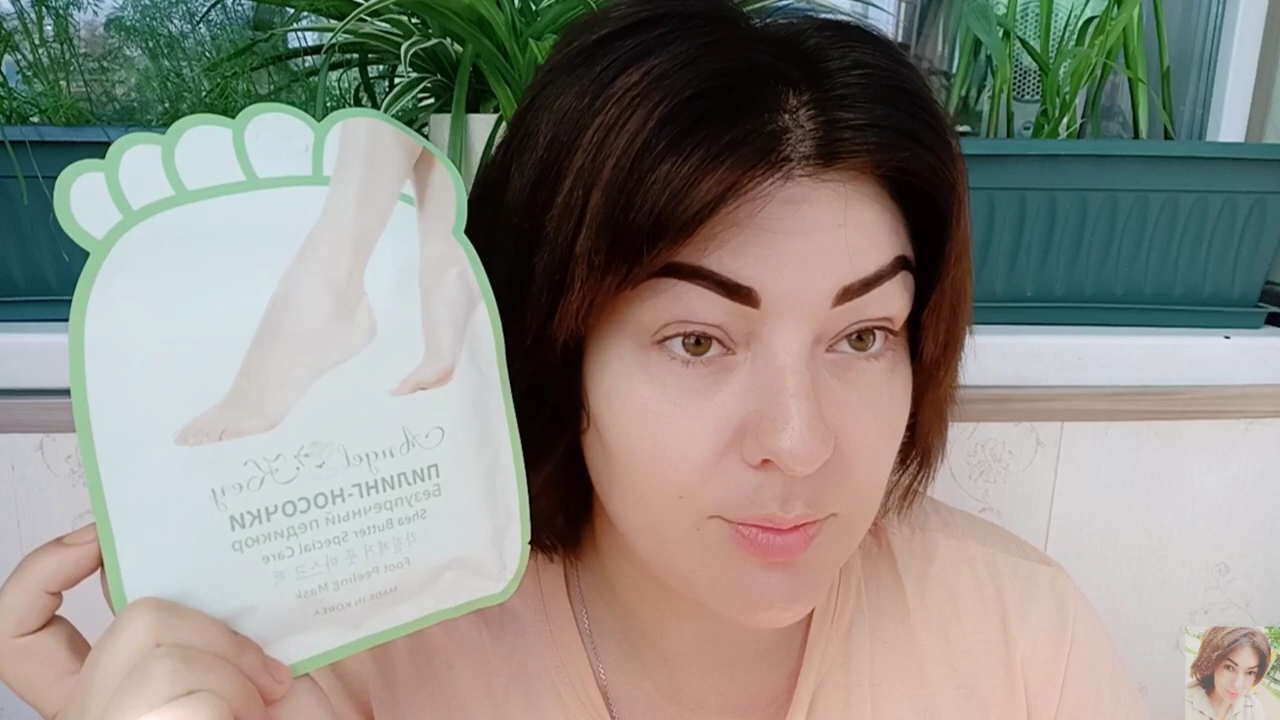 Angel Key
ПИЛИНГ-НОСОЧКИ
Безупречный педикюр
Shea Butter Special Care
Foot Peeling Mask
MADE IN KOREA